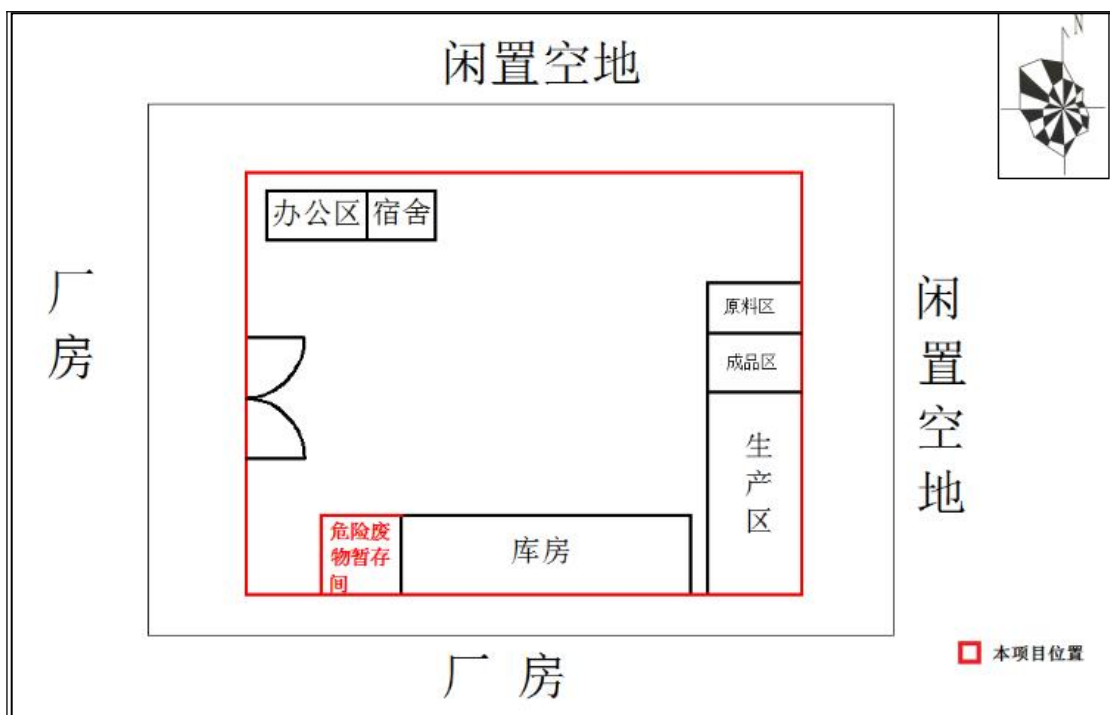 闲置空地
N
办公区 宿舍
厂房
原料区
成品区
生产区
闲置空地
危险废
物暂存
间
库房
厂 房
本项目位置